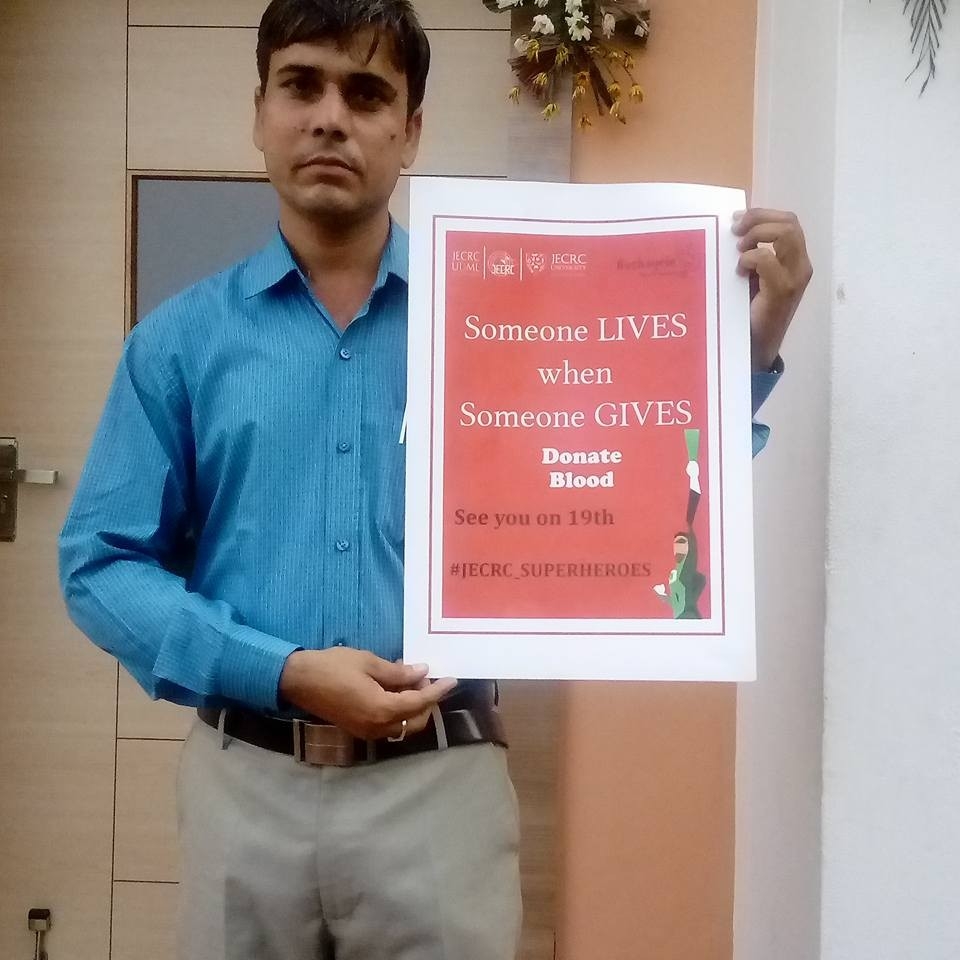 JECRC
UDML
JECRC
JECRC
UNIVERSITY
Someone LIVES
when
Someone GIVES
Donate
Blood
See you on 19th
#JECRC_SUPERHEROES